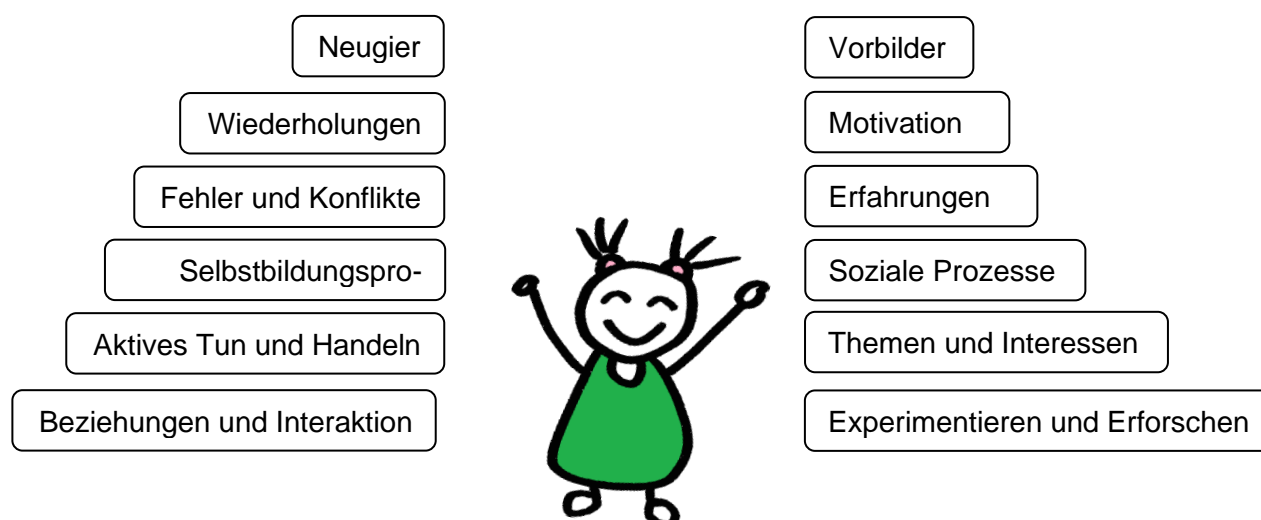 Neugier
Wiederholungen
Fehler und Konflikte
Selbstbildungspro-
Aktives Tun und Handeln
Beziehungen und Interaktion
Vorbilder
Motivation
Erfahrungen
Soziale Prozesse
Themen und Interessen
Experimentieren und Erforschen